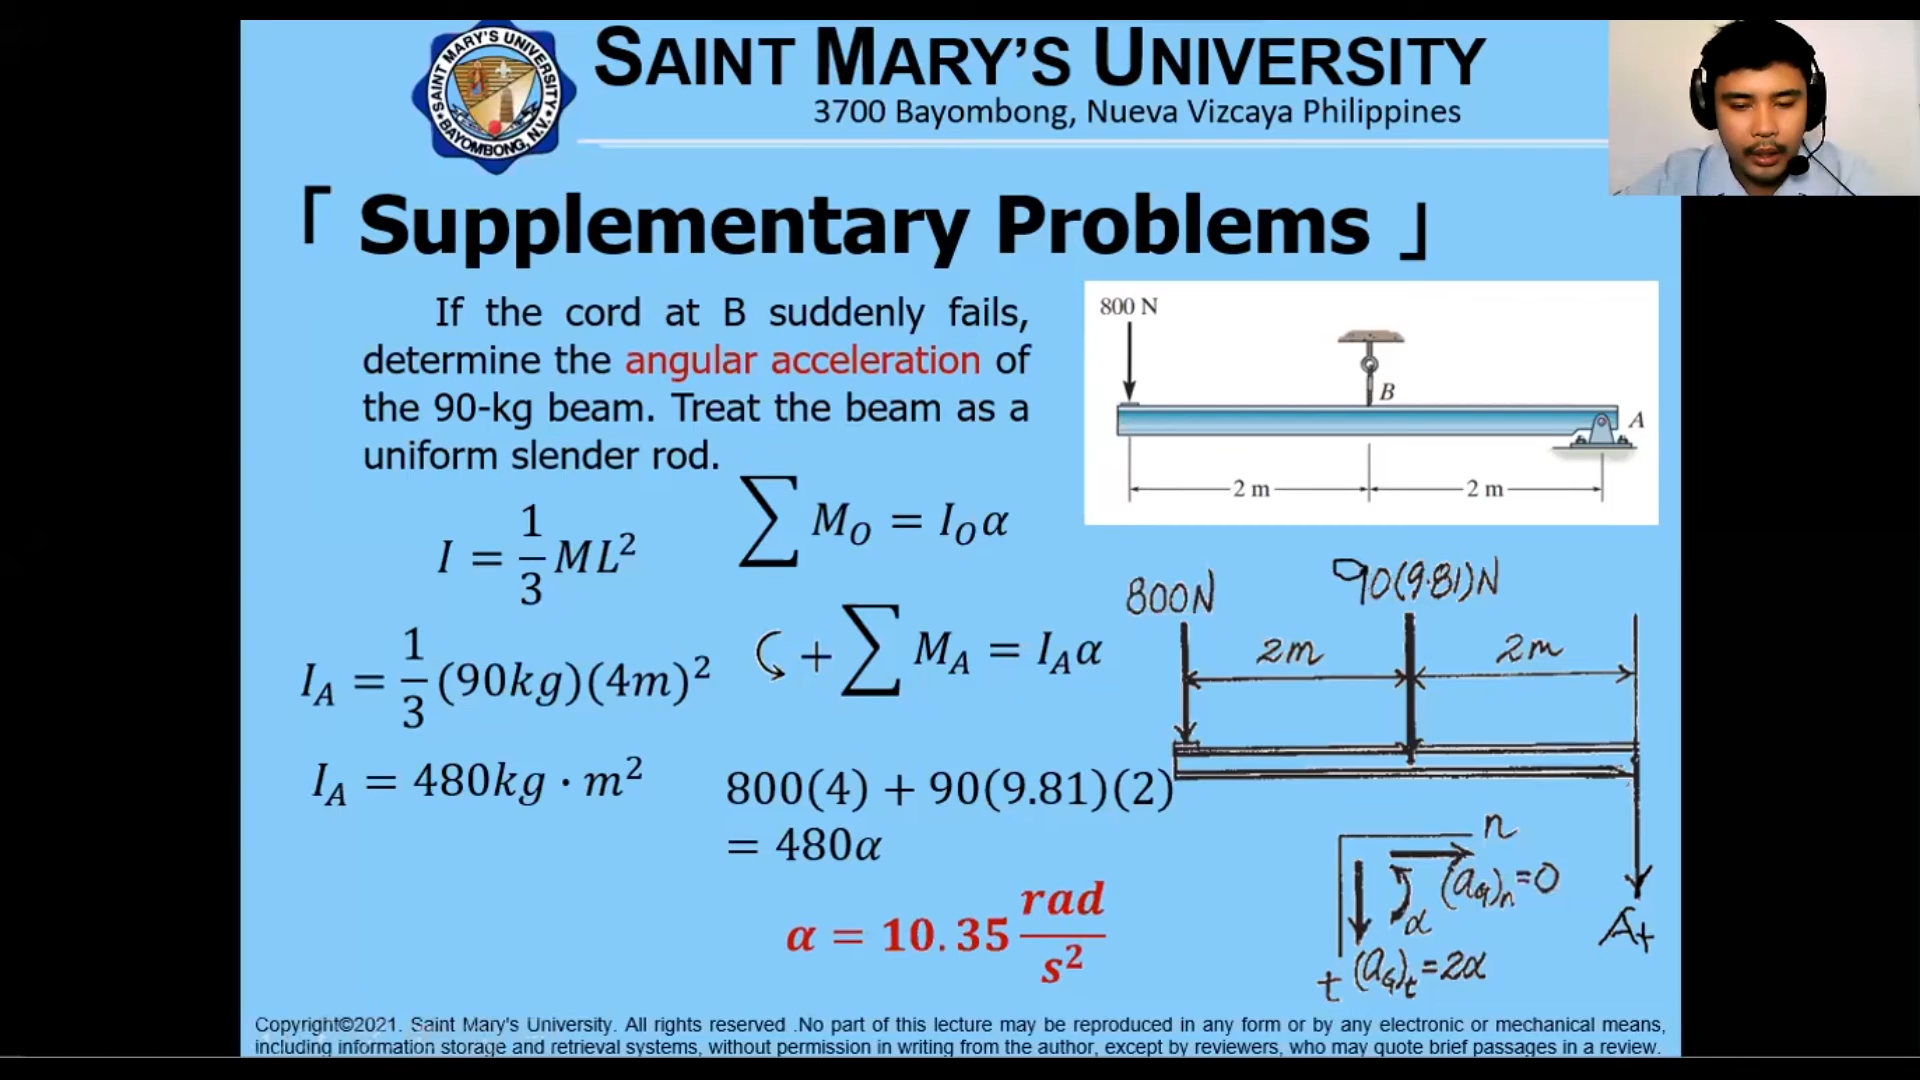 SAINT MARY'S UNIVERSITY
3700 Bayombong, Nueva Vizcaya Philippines
SAINT MARY'S UNIVERSITY
BAYOMBONG, N.V.
「 Supplementary Problems 」
If the cord at B suddenly fails,
determine the angular acceleration of
the 90-kg beam. Treat the beam as a
uniform slender rod.
800 N
B
A
2 m
2 m
I = 1/3 ML²
∑ M_O = I_O α
I_A = 1/3 (90kg)(4m)²
+ ∑ M_A = I_A α
I_A = 480kg · m²
800(4) + 90(9.81)(2)
= 480α
α = 10.35 rad/s²
800N
90(9.81)N
2m
2m
n
(a_G)_n=0
α
A_t
t (a_G)_t=2α
Copyright©2021. Saint Mary's University. All rights reserved .No part of this lecture may be reproduced in any form or by any electronic or mechanical means,
including information storage and retrieval systems, without permission in writing from the author, except by reviewers, who may quote brief passages in a review.